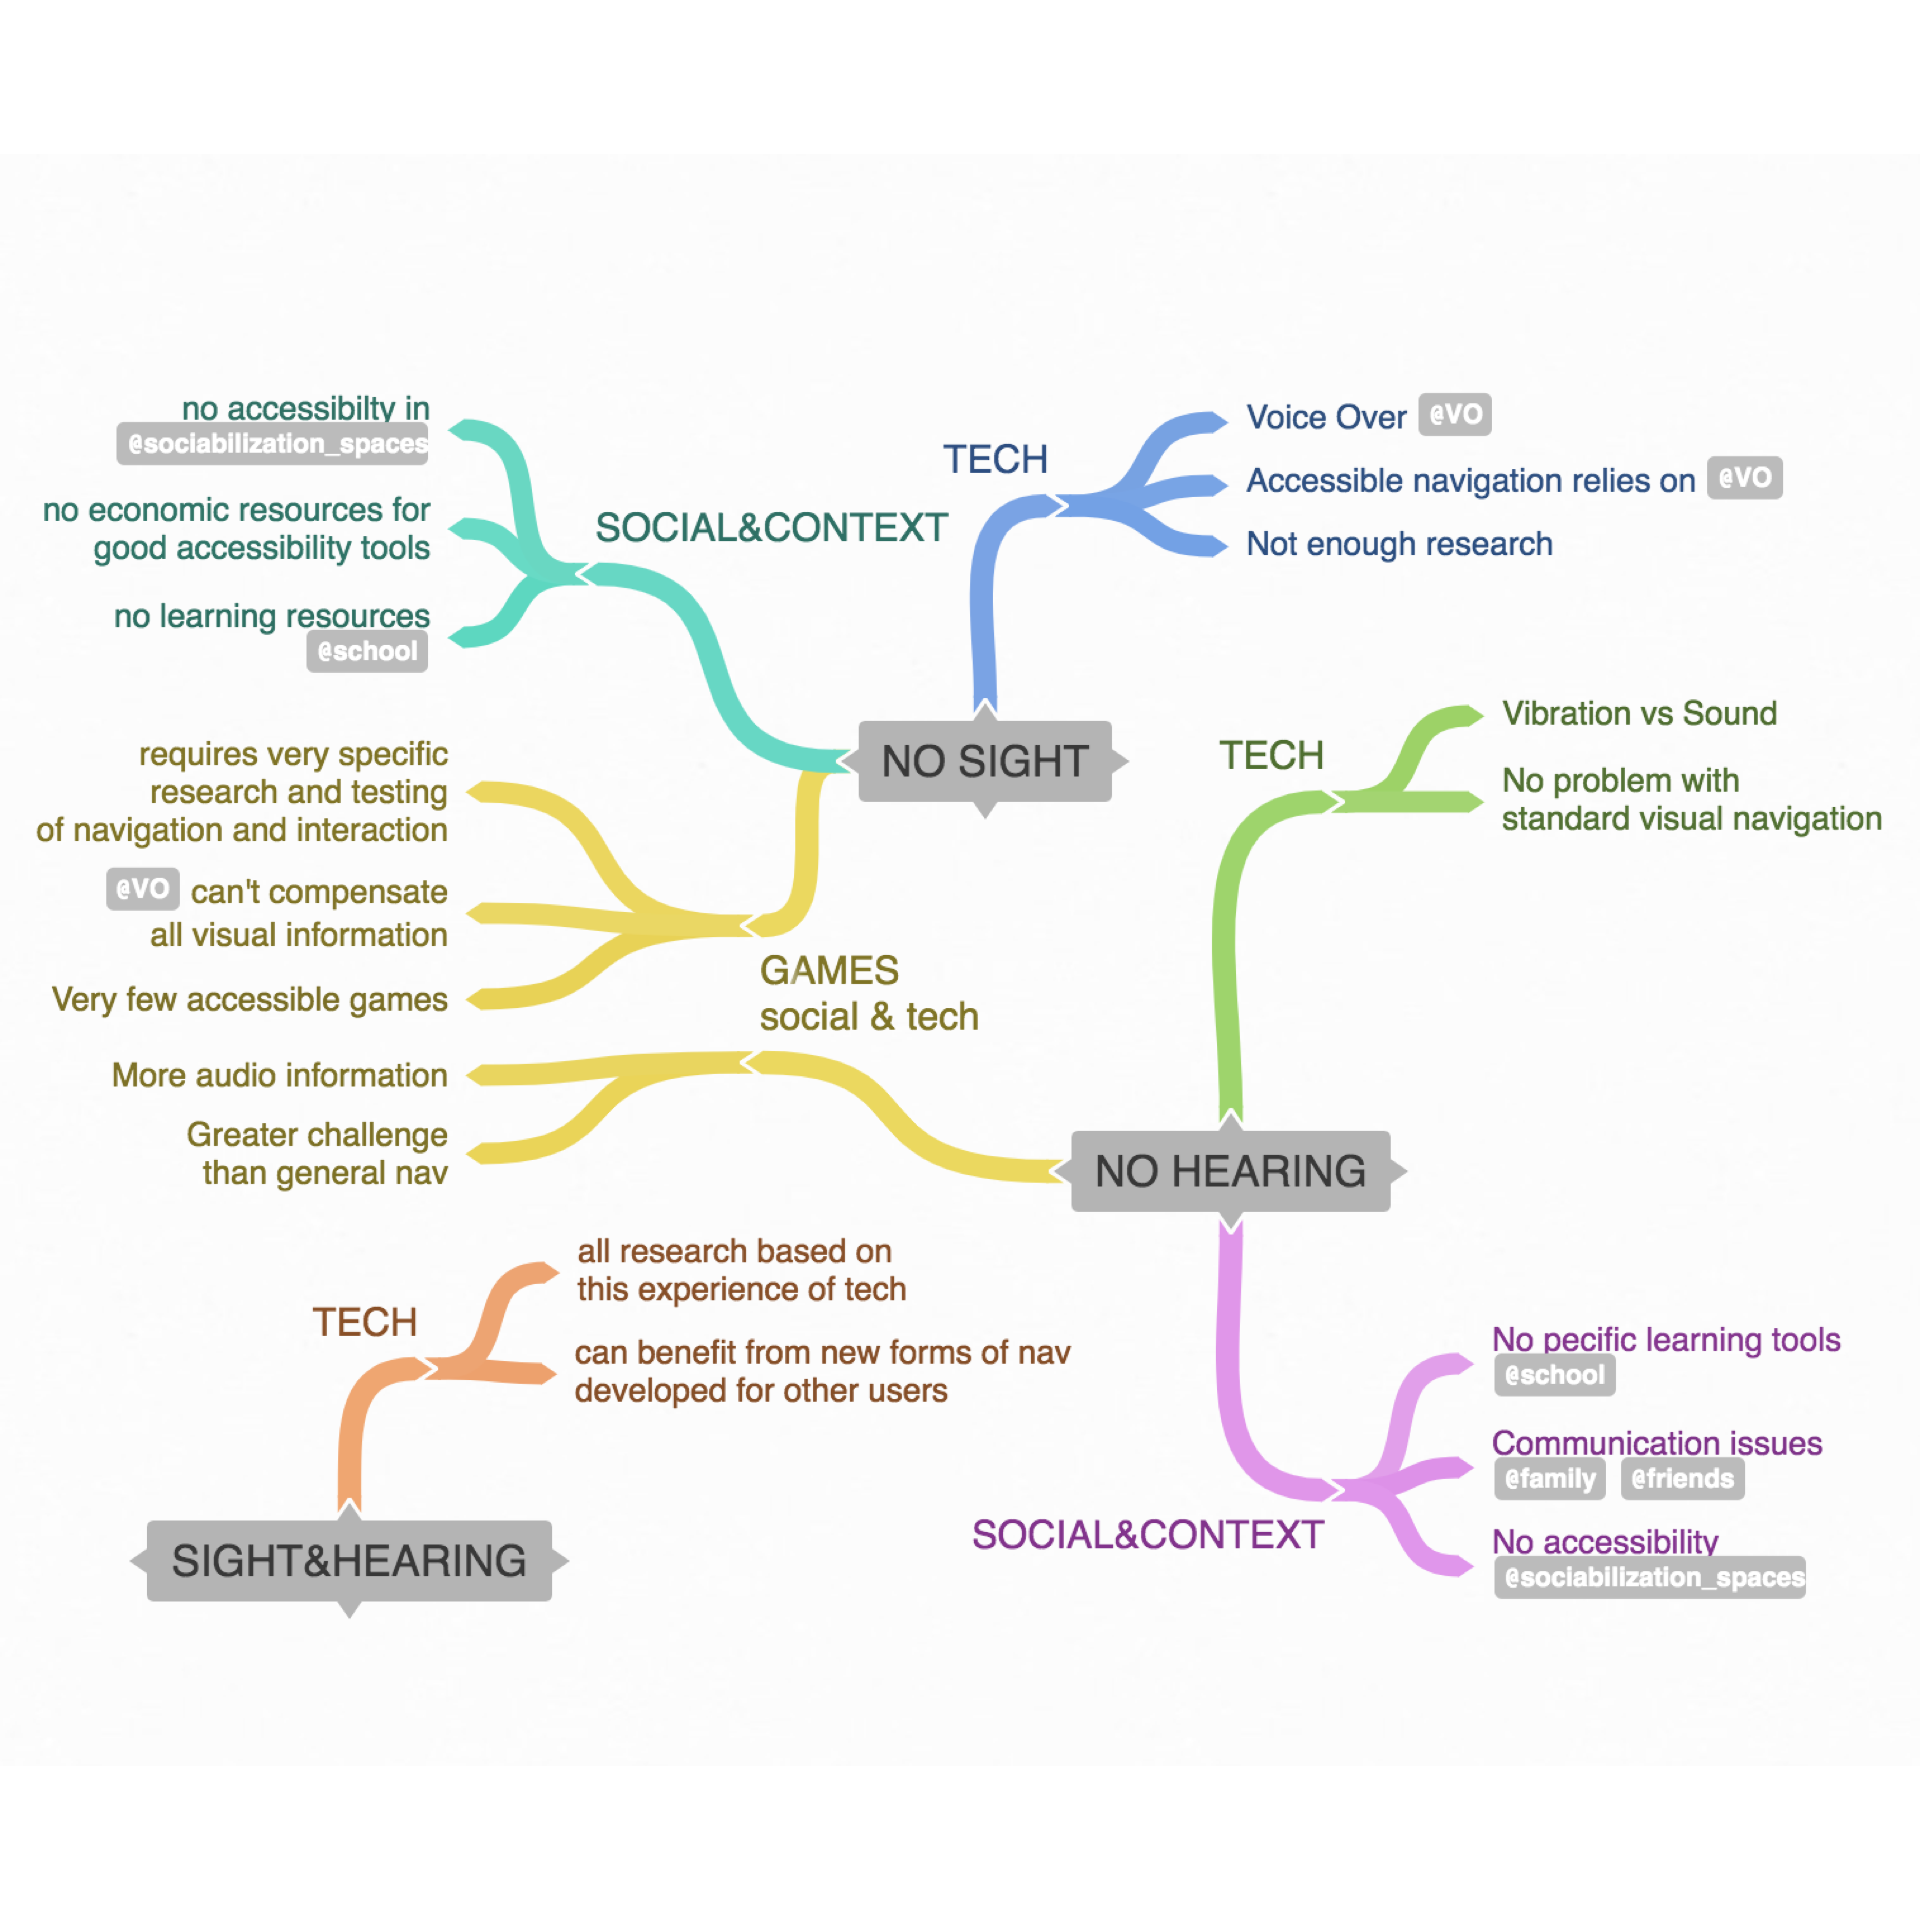 no accessibilty in
@sociabilization_spaces
no economic resources for
good accessibility tools
no learning resources
@school
SOCIAL&CONTEXT
TECH
Voice Over @VO
Accessible navigation relies on @VO
Not enough research
NO SIGHT
requires very specific
research and testing
of navigation and interaction
@VO can't compensate
all visual information
Very few accessible games
GAMES
social & tech
More audio information
Greater challenge
than general nav
TECH
Vibration vs Sound
No problem with
standard visual navigation
NO HEARING
TECH
all research based on
this experience of tech
can benefit from new forms of nav
developed for other users
SIGHT&HEARING
SOCIAL&CONTEXT
No pecific learning tools
@school
Communication issues
@family @friends
No accessibility
@sociabilization_spaces